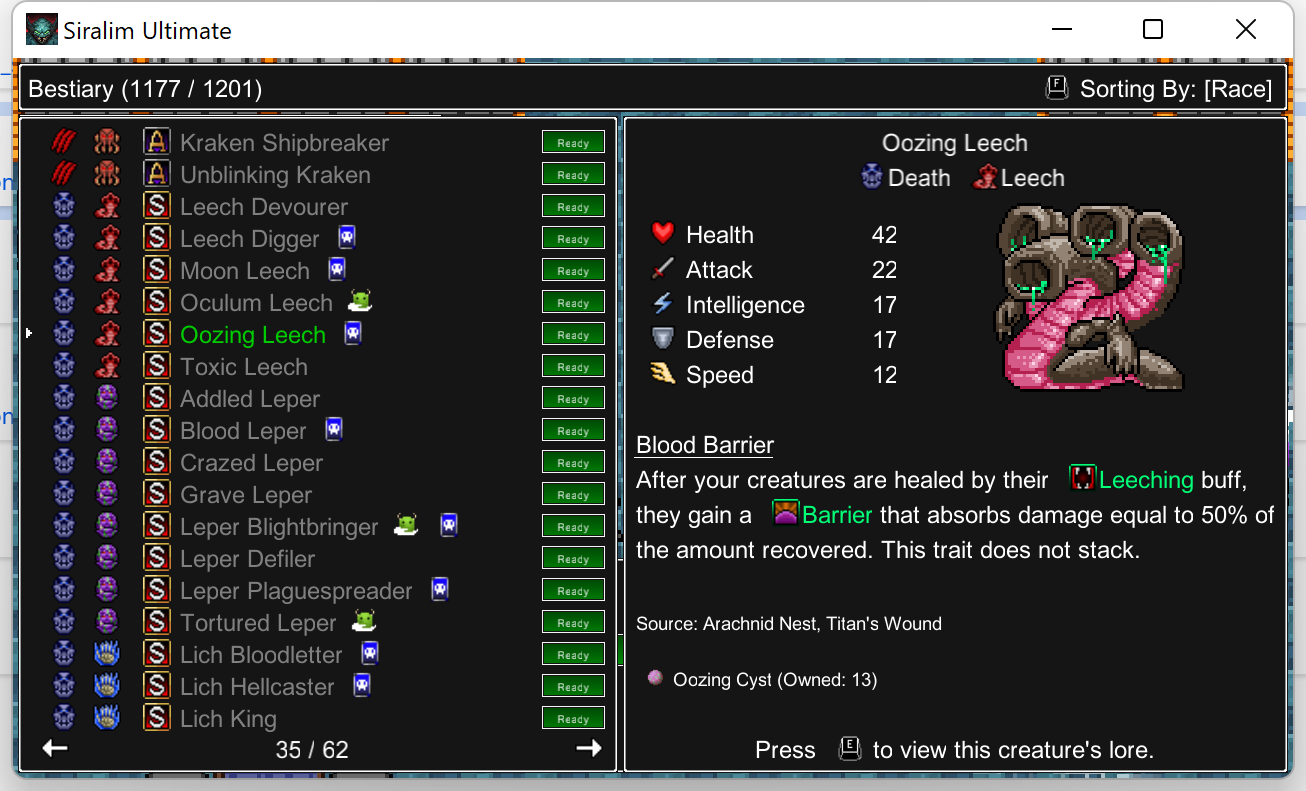 Siralim Ultimate
Bestiary (1177 / 1201)
F Sorting By: [Race]
A Kraken Shipbreaker Ready
A Unblinking Kraken Ready
S Leech Devourer Ready
S Leech Digger Ready
S Moon Leech Ready
S Oculum Leech Ready
S Oozing Leech Ready
S Toxic Leech Ready
S Addled Leper Ready
S Blood Leper Ready
S Crazed Leper Ready
S Grave Leper Ready
S Leper Blightbringer Ready
S Leper Defiler Ready
S Leper Plaguespreader Ready
S Tortured Leper Ready
S Lich Bloodletter Ready
S Lich Hellcaster Ready
S Lich King Ready
35 / 62
Oozing Leech
Death Leech
Health 42
Attack 22
Intelligence 17
Defense 17
Speed 12
Blood Barrier
After your creatures are healed by their Leeching buff,
they gain a Barrier that absorbs damage equal to 50% of
the amount recovered. This trait does not stack.
Source: Arachnid Nest, Titan's Wound
Oozing Cyst (Owned: 13)
Press E to view this creature's lore.